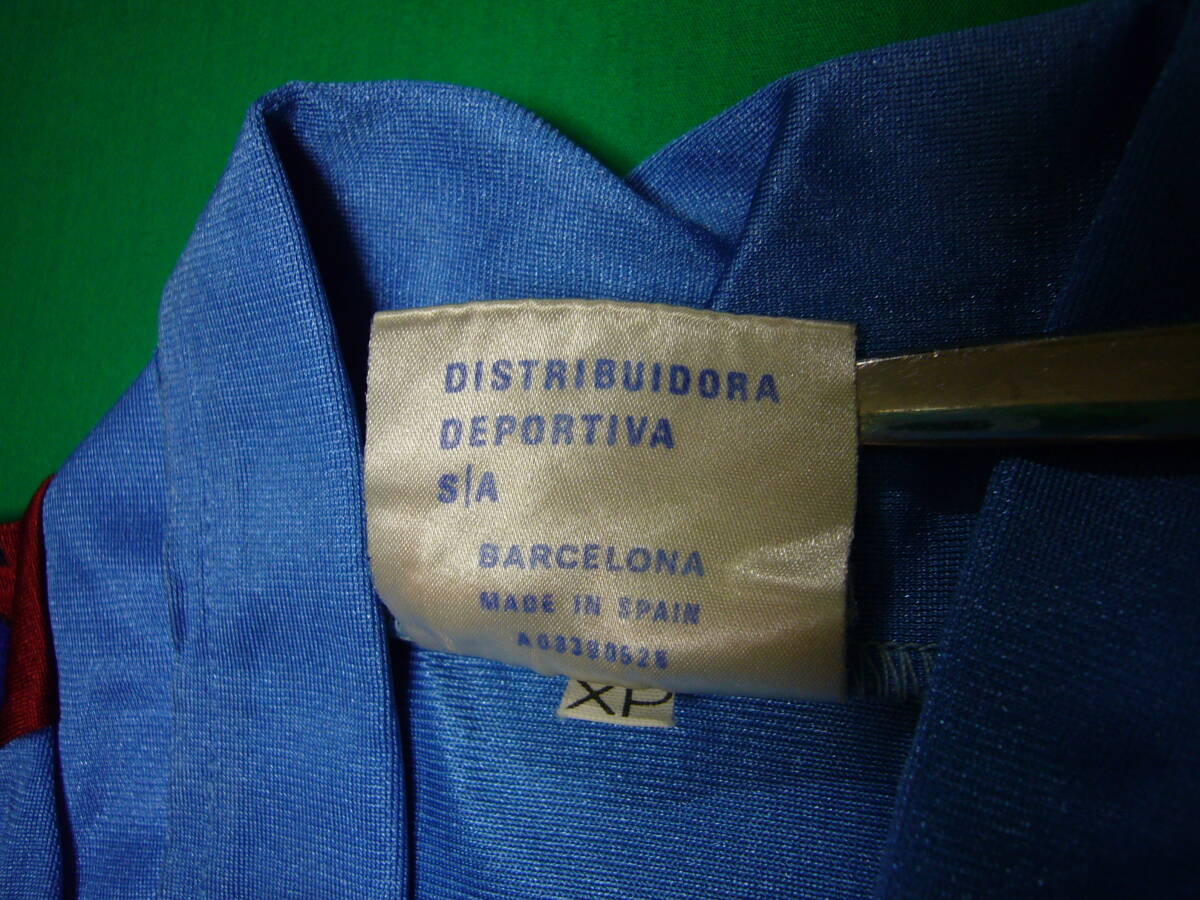 DISTRIBUIDORA
DEPORTIVA
S/A
BARCELONA
MADE IN SPAIN
XP